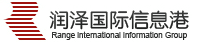 润泽国际信息港
Range International Information Group